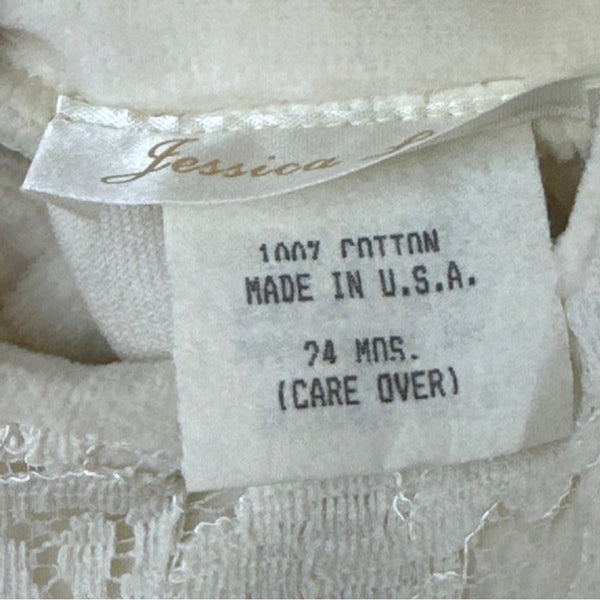 Jessica
100% COTTON
MADE IN U.S.A.
24 MOS.
(CARE OVER)